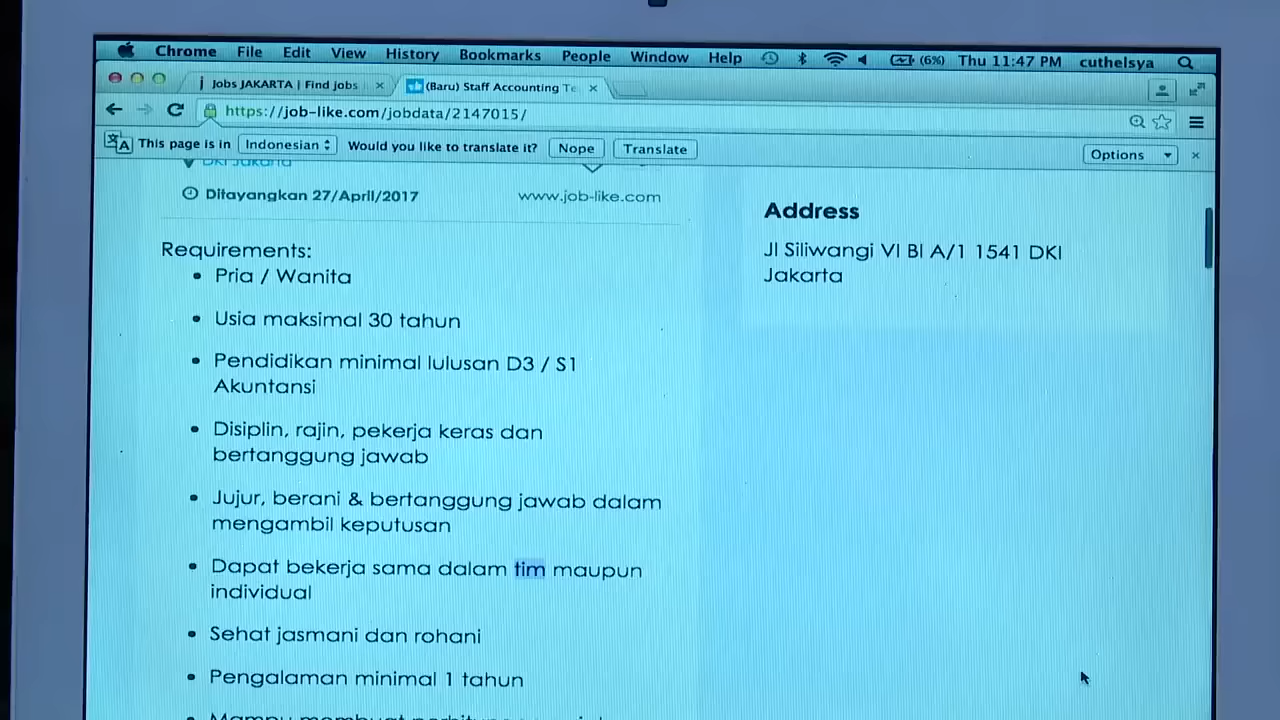 Chrome File Edit View History Bookmarks People Window Help (6%) Thu 11:47 PM cuthelsya
Jobs JAKARTA | Find jobs
(Baru) Staff Accounting Te
https://job-like.com/jobdata/2147015/
This page is in Indonesian Would you like to translate it? Nope Translate Options
DKI Jakarta
Ditayangkan 27/April/2017 www.job-like.com
Requirements:
• Pria / Wanita
• Usia maksimal 30 tahun
• Pendidikan minimal lulusan D3 / S1
Akuntansi
• Disiplin, rajin, pekerja keras dan
bertanggung jawab
• Jujur, berani & bertanggung jawab dalam
mengambil keputusan
• Dapat bekerja sama dalam tim maupun
individual
• Sehat jasmani dan rohani
• Pengalaman minimal 1 tahun
• Mampu membuat
Address
Jl Siliwangi VI Bl A/1 1541 DKI
Jakarta